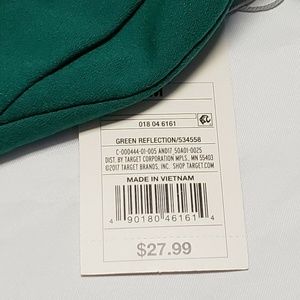 M
018 04 6161
GREEN REFLECTION/534558
C-000444-01-005 AND17 50A01-0025
DIST. BY TARGET CORPORATION MPLS., MN 55403
©2017 TARGET BRANDS, INC. SHOP TARGET.COM
MADE IN VIETNAM
4 90180 46161 4
$27.99